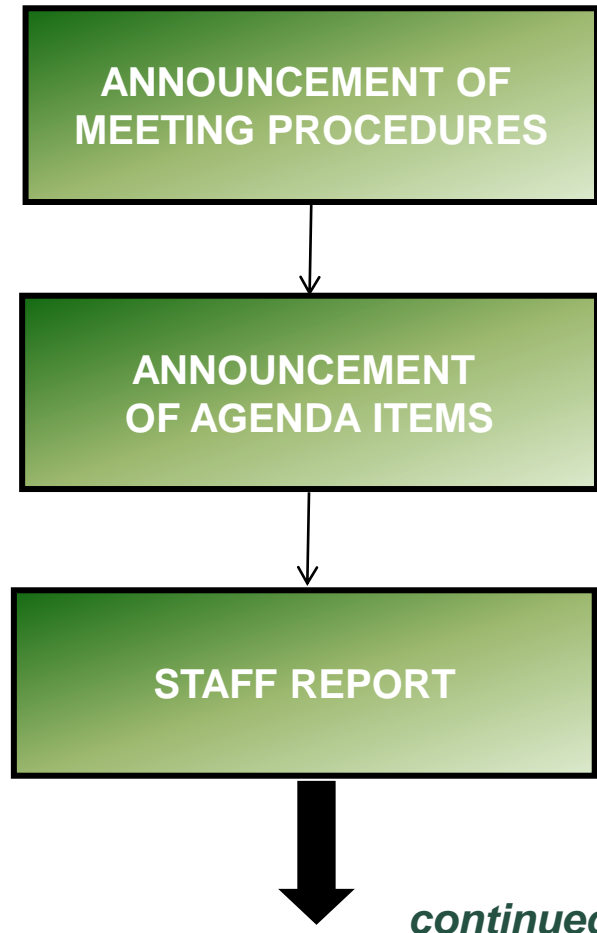 ANNOUNCEMENT OF
MEETING PROCEDURES
ANNOUNCEMENT
OF AGENDA ITEMS
STAFF REPORT
continued